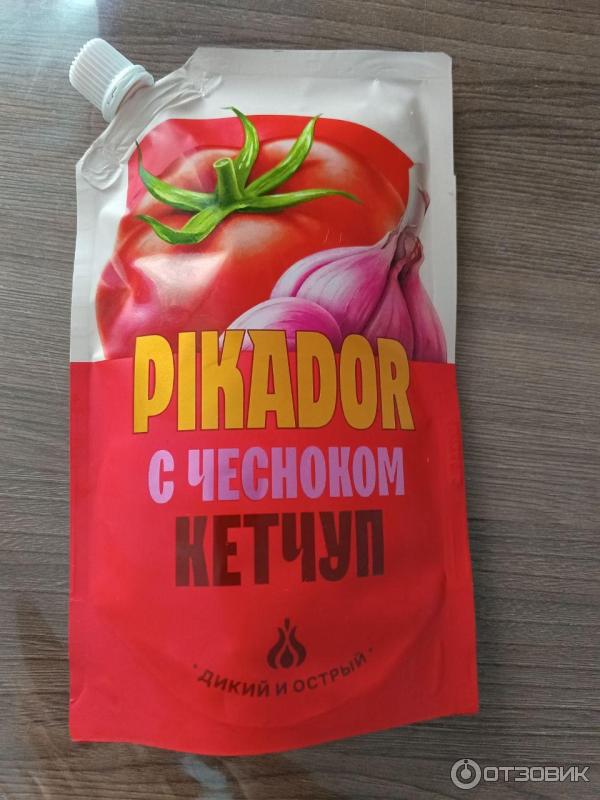 PIKADOR
С ЧЕСНОКОМ
КЕТЧУП
· ДИКИЙ И ОСТРЫЙ ·
ОТЗОВИК